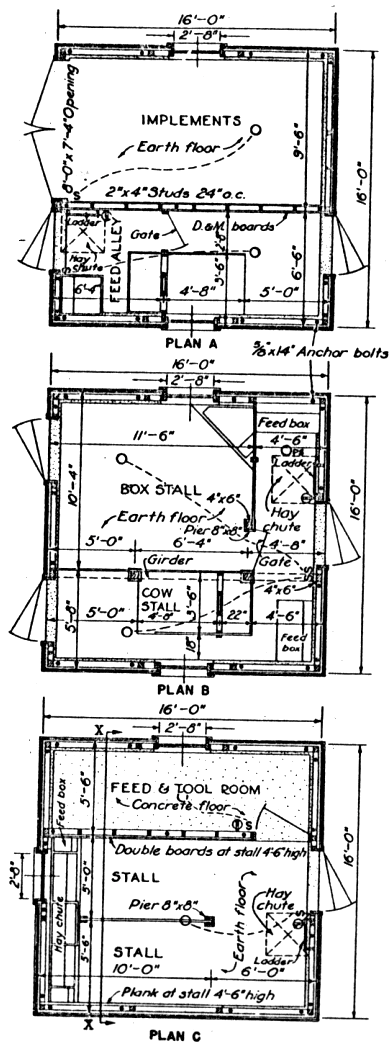 16'-0"
2'-8"
8'-0" x 7'-4" Opening
IMPLEMENTS
Earth floor
9'-6"
16'-0"
S
2"x4" Studs 24" o.c.
Ladder
Hay
chute
FEED ALLEY
Gate
D.&M. boards
2'-8"
5'-6"
6'-6"
6'-4"
4'-8"
5'-0"
PLAN A
5/8"x14" Anchor bolts
16'-0"
2'-8"
Feed box
11'-6"
4'-6"
Ladder
BOX STALL
4"x6"
10'-4"
Earth floor
Pier 8"x8"
Hay
chute
16'-0"
5'-0"
6'-4"
4'-8"
Girder
Gate
S
COW
STALL
4"x6"
5'-8"
5'-0"
4'-8"
5'-6"
22"
4'-6"
18"
Feed
box
PLAN B
16'-0"
X
2'-8"
Feed box
5'-6"
FEED & TOOL ROOM
Concrete floor
S
Double boards at stall 4'-6" high
16'-0"
2'-8"
5'-0"
STALL
Hay chute
Pier 8"x8"
Earth floor
Hay
chute
S
5'-6"
STALL
Ladder
10'-0"
6'-0"
Plank at stall 4'-6" high
X
PLAN C